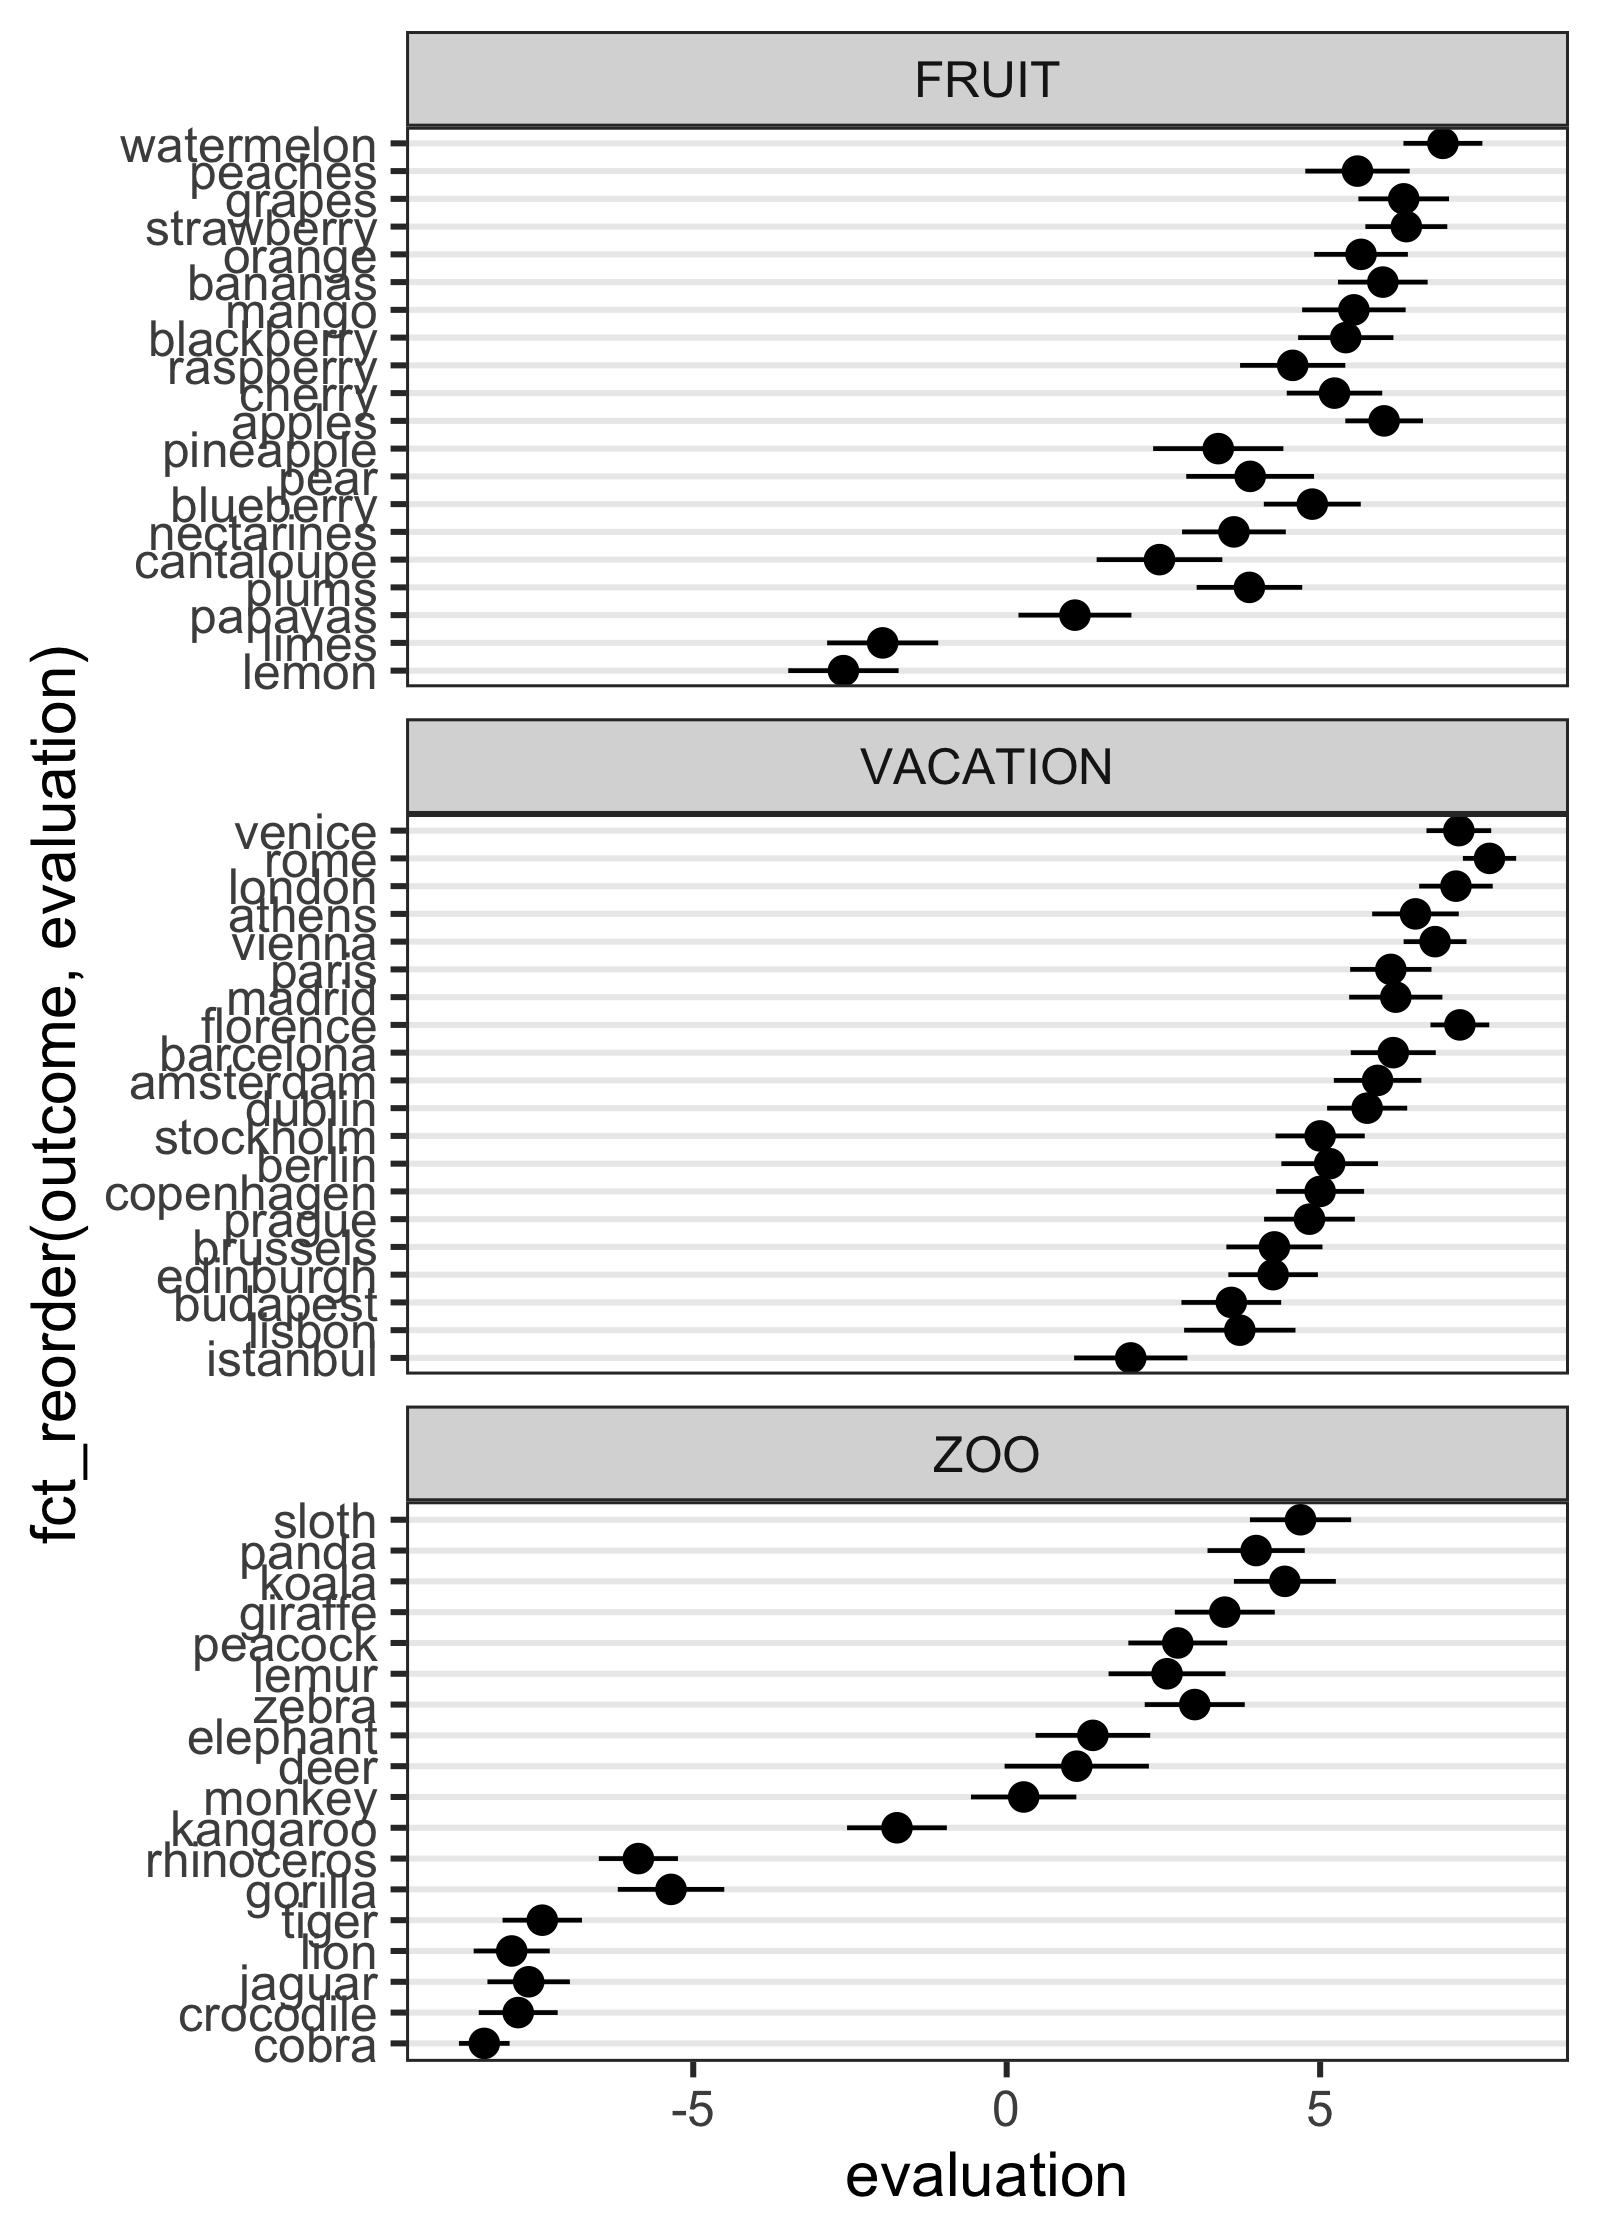 FRUIT
watermelon
peaches
grapes
strawberry
orange
bananas
mango
blackberry
raspberry
cherry
apples
pineapple
pear
blueberry
nectarines
cantaloupe
plums
papayas
limes
lemon
VACATION
venice
rome
london
athens
vienna
paris
madrid
florence
barcelona
amsterdam
dublin
stockholm
berlin
copenhagen
prague
brussels
edinburgh
budapest
lisbon
istanbul
ZOO
sloth
panda
koala
giraffe
peacock
lemur
zebra
elephant
deer
monkey
kangaroo
rhinoceros
gorilla
tiger
lion
jaguar
crocodile
cobra
-5 0 5
evaluation
fct_reorder(outcome, evaluation)